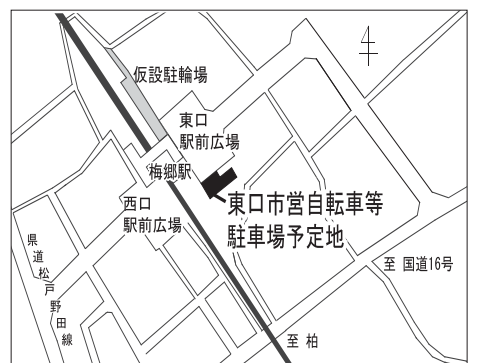 仮設駐輪場
東口
駅前広場
梅郷駅
東口市営自転車等
駐車場予定地
西口
駅前広場
県道松戸野田線
至 国道16号
至 柏